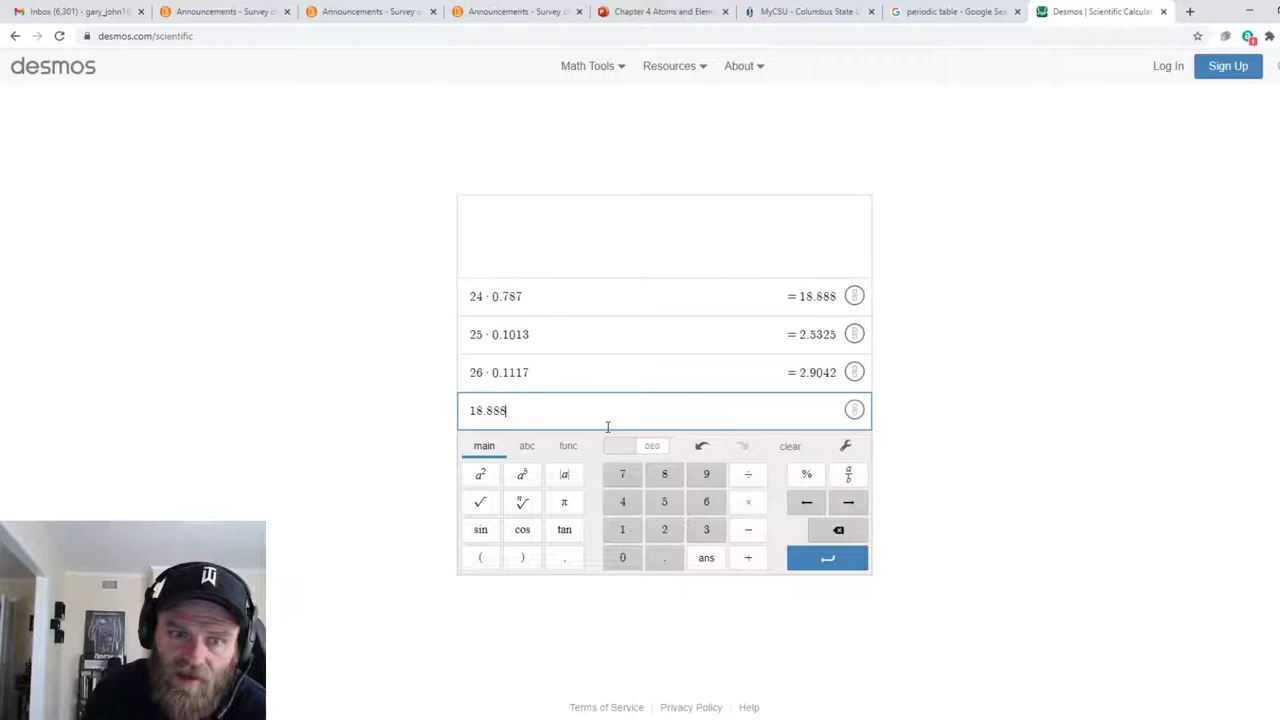 Inbox (6,301) - gary_john1@ Announcements - Survey o Announcements - Survey o Announcements - Survey o Chapter 4 Atoms and Elem MyCSU - Columbus State U periodic table - Google Sea Desmos | Scientific Calculat
desmos.com/scientific
desmos Math Tools Resources About Log In Sign Up
24 · 0.787 = 18.888
25 · 0.1013 = 2.5325
26 · 0.1117 = 2.9042
18.888
main abc func DEG clear
a² aᵇ |a| 7 8 9 ÷ % a/b
√ ⁿ√ π 4 5 6 × ← →
sin cos tan 1 2 3 −
( ) , 0 . ans +
Terms of Service | Privacy Policy | Help